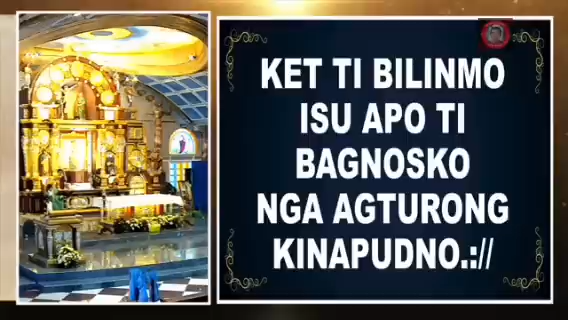 KET TI BILINMO
ISU APO TI
BAGNOSKO
NGA AGTURONG
KINAPUDNO.://